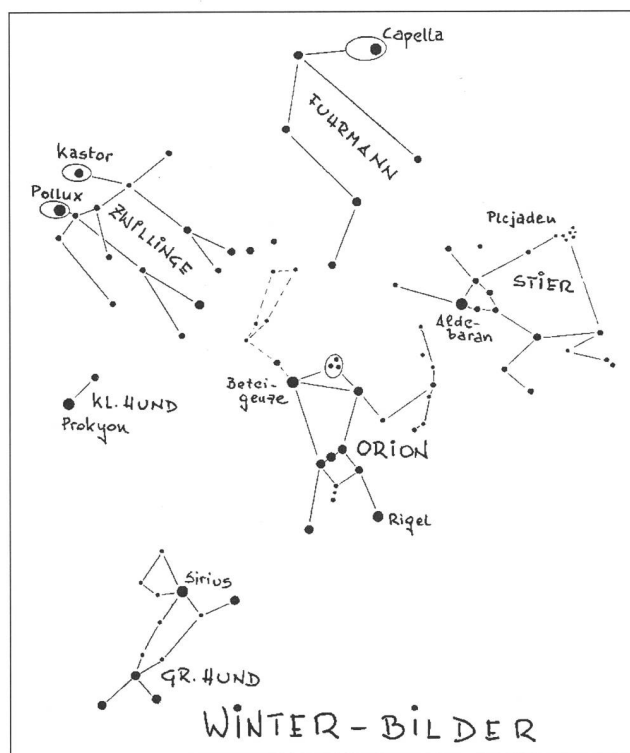 Capella
FUHRMANN
Kastor
Pollux
ZWILLINGE
Plejaden
STIER
Alde-
baran
Betei-
geuze
KL. HUND
Prokyon
ORION
Rigel
Sirius
GR. HUND
WINTER-BILDER